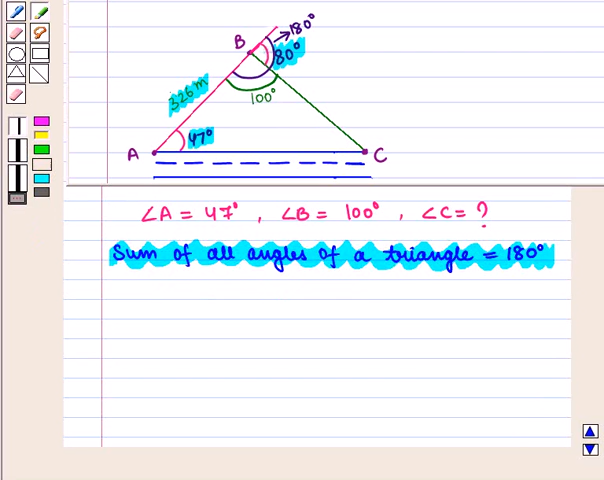 B
→180°
80°
326 m
100°
47°
A
C
∠A = 47° , ∠B = 100° , ∠C= ?
Sum of all angles of a triangle = 180°